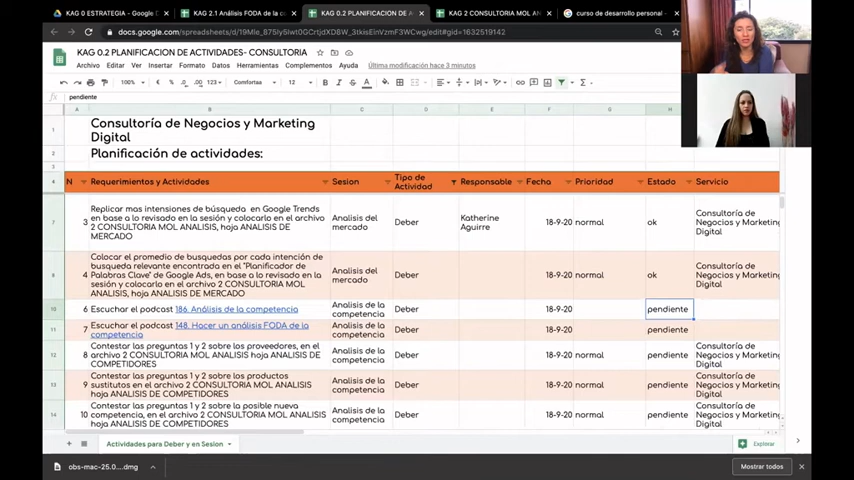 KAG 0 ESTRATEGIA - Google D
KAG 2.1 Análisis FODA de la co
KAG 0.2 PLANIFICACION DE A
KAG 2 CONSULTORIA MOL AN
curso de desarrollo personal -
docs.google.com/spreadsheets/d/
KAG 0.2 PLANIFICACION DE ACTIVIDADES- CONSULTORIA
Archivo Editar Ver Insertar Formato Datos Herramientas Complementos Ayuda Última modificación hace 3 minuto
100% € % .0 .00 123 Comfortaa 12
fx pendiente
A B C D E F G H
1 Consultoría de Negocios y Marketing
Digital
2 Planificación de actividades:
3
4 N Requerimientos y Actividades Sesion Tipo de Actividad Responsable Fecha Prioridad Estado Servicio
7 3 Replicar mas intensiones de búsqueda en Google Trends
en base a lo revisado en la sesión y colocarlo en el archivo
2 CONSULTORIA MOL ANALISIS, hoja ANALISIS DE
MERCADO
Analisis del
mercado
Deber
Katherine
Aguirre
18-9-20 normal
ok
Consultoría de
Negocios y Marketing
Digital
8 4 Colocar el promedio de busquedas por cada intención de
busqueda relevante encontrada en el "Planificador de
Palabras Clave" de Google Ads, en base a lo revisado en la
sesión y colocarlo en el archivo 2 CONSULTORIA MOL
ANALISIS, hoja ANALISIS DE MERCADO
Analisis del
mercado
Deber
18-9-20 normal
ok
Consultoría de
Negocios y Marketing
Digital
10 6 Escuchar el podcast 186. Análisis de la competencia
Analisis de la
competencia
Deber
18-9-20
pendiente
11 7 Escuchar el podcast 148. Hacer un análisis FODA de la
competencia
Analisis de la
competencia
Deber
18-9-20
pendiente
12 8 Contestar las preguntas 1 y 2 sobre los proveedores, en el
archivo 2 CONSULTORIA MOL ANALISIS hoja ANALISIS DE
COMPETIDORES
Analisis de la
competencia
Deber
18-9-20 normal
pendiente
Consultoría de
Negocios y Marketing
Digital
13 9 Contestar las preguntas 1 y 2 sobre los productos
sustitutos en el archivo 2 CONSULTORIA MOL ANALISIS
hoja ANALISIS DE COMPETIDORES
Analisis de la
competencia
Deber
18-9-20 normal
pendiente
Consultoría de
Negocios y Marketing
Digital
14 10 Contestar las preguntas 1 y 2 sobre la posible nueva
competencia, en el archivo 2 CONSULTORIA MOL ANALISIS
hoja ANALISIS DE COMPETIDORES
Analisis de la
competencia
Deber
18-9-20 normal
pendiente
Consultoría de
Negocios y Marketing
Digital
Actividades para Deber y en Sesion
Explorar
obs-mac-25.0....dmg
Mostrar todos